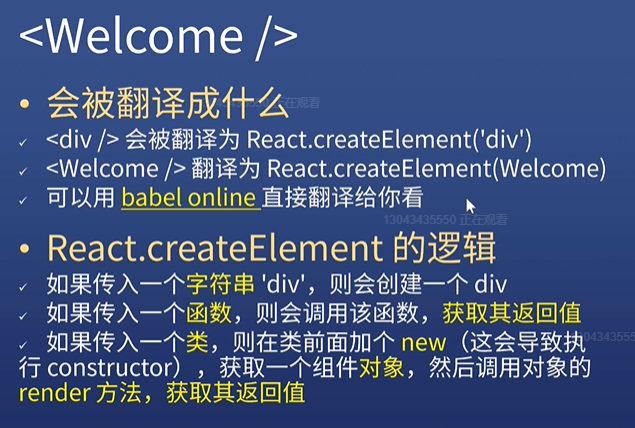 <Welcome />
• 会被翻译成什么
✓ <div /> 会被翻译为 React.createElement('div')
✓ <Welcome /> 翻译为 React.createElement(Welcome)
✓ 可以用 babel online 直接翻译给你看
13043435550 正在观看
• React.createElement 的逻辑
✓ 如果传入一个字符串 'div'，则会创建一个 div
✓ 如果传入一个函数，则会调用该函数，获取其返回值
✓ 如果传入一个类，则在类前面加个 new（这会导致执
行 constructor），获取一个组件对象，然后调用对象的
render 方法，获取其返回值